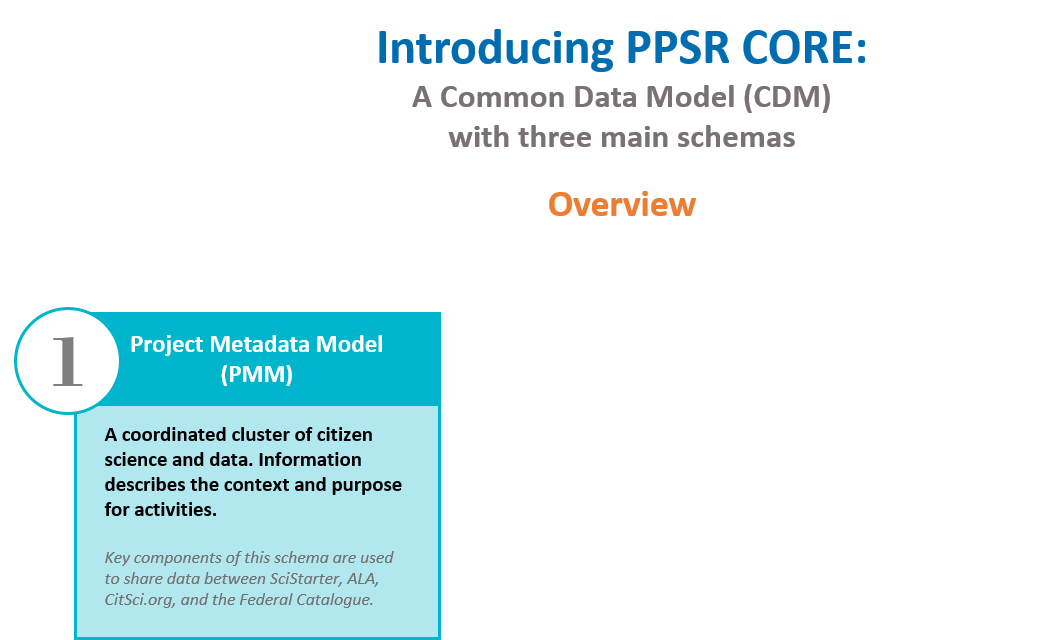 Introducing PPSR CORE:
A Common Data Model (CDM)
with three main schemas
Overview
1
Project Metadata Model
(PMM)
A coordinated cluster of citizen
science and data. Information
describes the context and purpose
for activities.
Key components of this schema are used
to share data between SciStarter, ALA,
CitSci.org, and the Federal Catalogue.